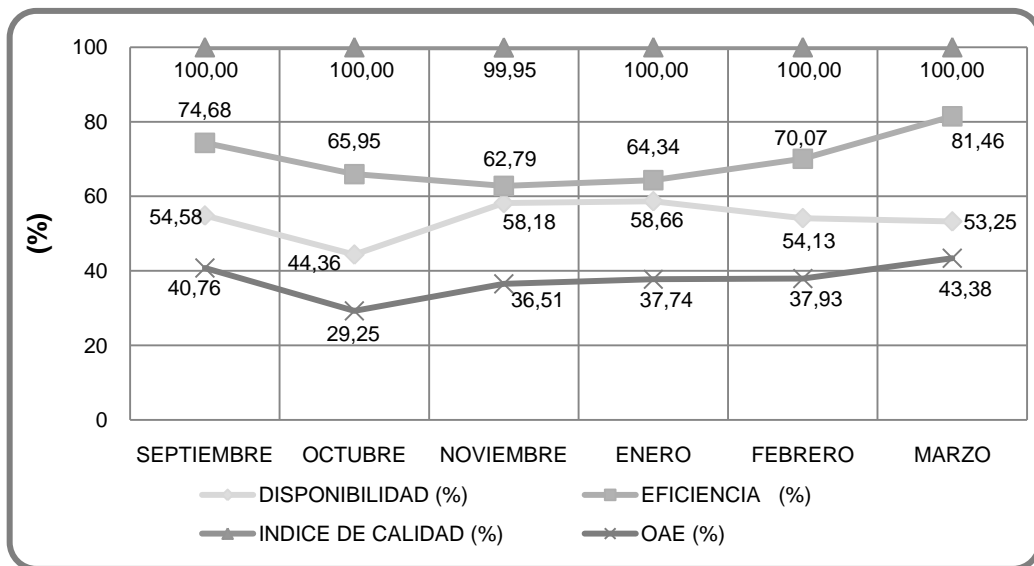 100
100,00 100,00 99,95 100,00 100,00 100,00
74,68 65,95 62,79 64,34 70,07 81,46
80
60
54,58 44,36 58,18 58,66 54,13 53,25
(%)
40
40,76 29,25 36,51 37,74 37,93 43,38
20
0
SEPTIEMBRE OCTUBRE NOVIEMBRE ENERO FEBRERO MARZO
DISPONIBILIDAD (%) EFICIENCIA (%)
INDICE DE CALIDAD (%) OAE (%)